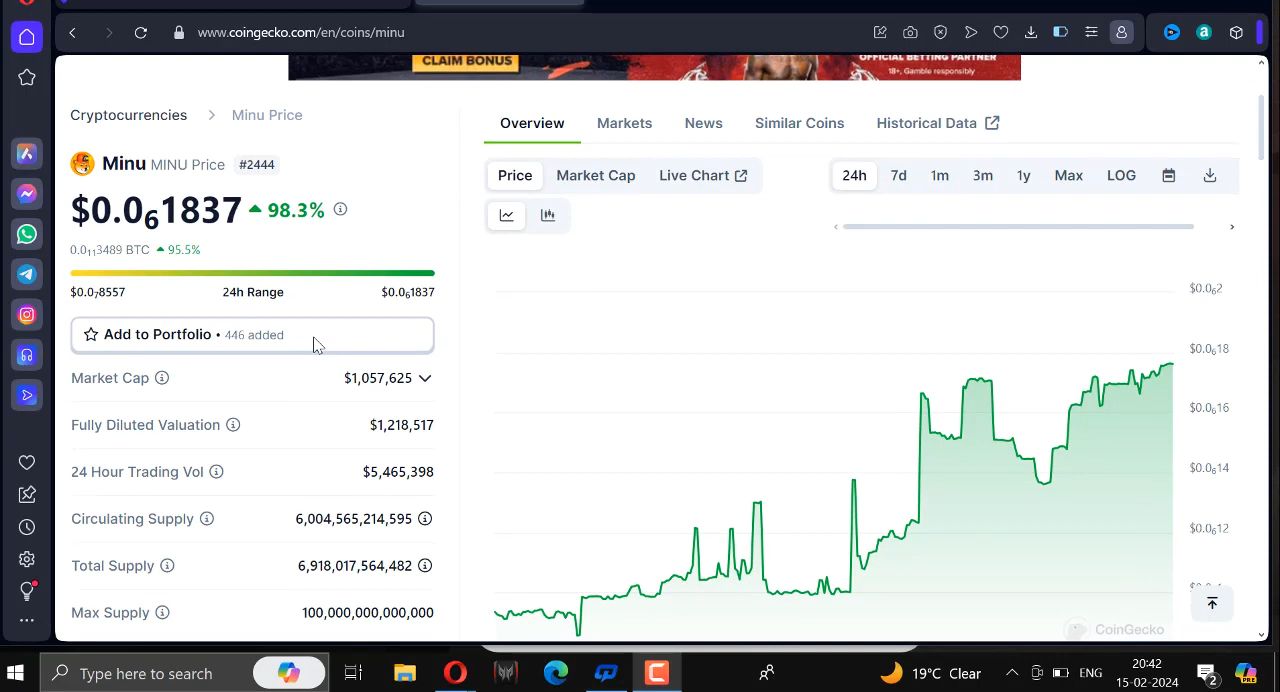 www.coingecko.com/en/coins/minu
CLAIM BONUS
OFFICIAL BETTING PARTNER
18+, Gamble responsibly
Cryptocurrencies > Minu Price
Minu MINU Price #2444
$0.0₆1837 98.3%
0.0₁₁3489 BTC 95.5%
$0.0₇8557 24h Range $0.0₆1837
Add to Portfolio • 446 added
Market Cap $1,057,625
Fully Diluted Valuation $1,218,517
24 Hour Trading Vol $5,465,398
Circulating Supply 6,004,565,214,595
Total Supply 6,918,017,564,482
Max Supply 100,000,000,000,000
Overview Markets News Similar Coins Historical Data
Price Market Cap Live Chart
24h 7d 1m 3m 1y Max LOG
$0.0₆2
$0.0₆18
$0.0₆16
$0.0₆14
$0.0₆12
CoinGecko
Type here to search
19°C Clear
ENG
20:42
15-02-2024
2
PRE